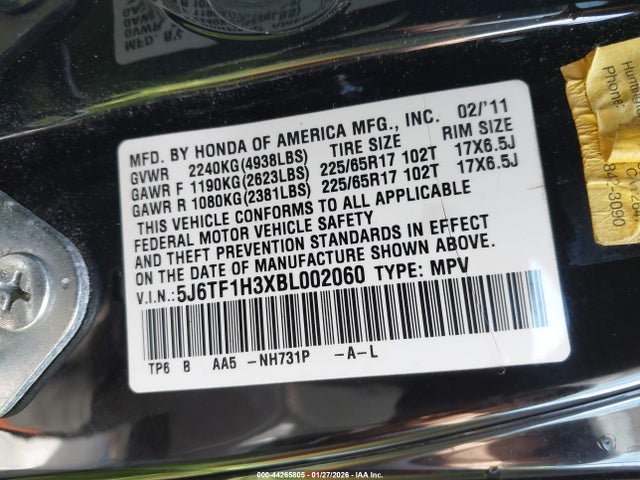 MFD. BY HONDA OF AMERICA MFG., INC. 02/'11
GVWR 2240KG(4938LBS) TIRE SIZE RIM SIZE
GAWR F 1190KG(2623LBS) 225/65R17 102T 17X6.5J
GAWR R 1080KG(2381LBS) 225/65R17 102T 17X6.5J
THIS VEHICLE CONFORMS TO ALL APPLICABLE
FEDERAL MOTOR VEHICLE SAFETY
AND THEFT PREVENTION STANDARDS IN EFFECT
ON THE DATE OF MANUFACTURE SHOWN ABOVE.
V.I.N.: 5J6TF1H3XBL002060 TYPE: MPV
TP6 B AA5 -NH731P -A-L
Phone
000-44265805 - 01/27/2026 - IAA Inc.